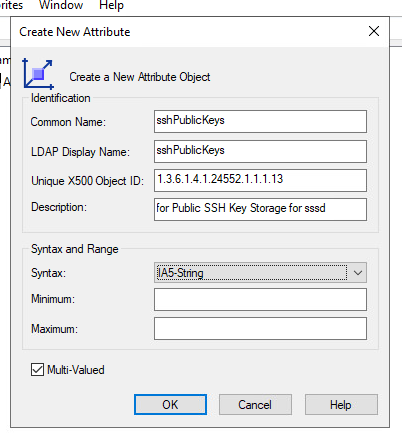 rites Window Help
Create New Attribute
Create a New Attribute Object
Identification
Common Name: sshPublicKeys
LDAP Display Name: sshPublicKeys
Unique X500 Object ID: 1.3.6.1.4.1.24552.1.1.1.13
Description: for Public SSH Key Storage for sssd
Syntax and Range
Syntax: IA5-String
Minimum:
Maximum:
Multi-Valued
OK Cancel Help